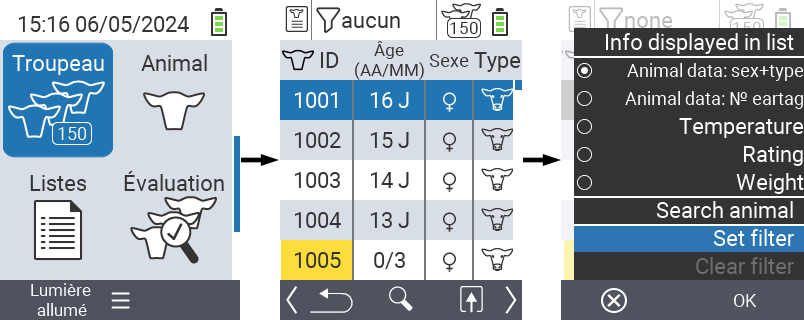 15:16 06/05/2024
Troupeau
Animal
150
Listes
Évaluation
Lumière
allumé
aucun
150
ID
Âge
(AA/MM)
Sexe
Type
1001 16 J ♀
1002 15 J ♀
1003 14 J ♀
1004 13 J ♀
1005 0/3 ♀
none
150
Info displayed in list
Animal data: sex+type
Animal data: № eartag
Temperature
Rating
Weight
Search animal
Set filter
Clear filter
OK